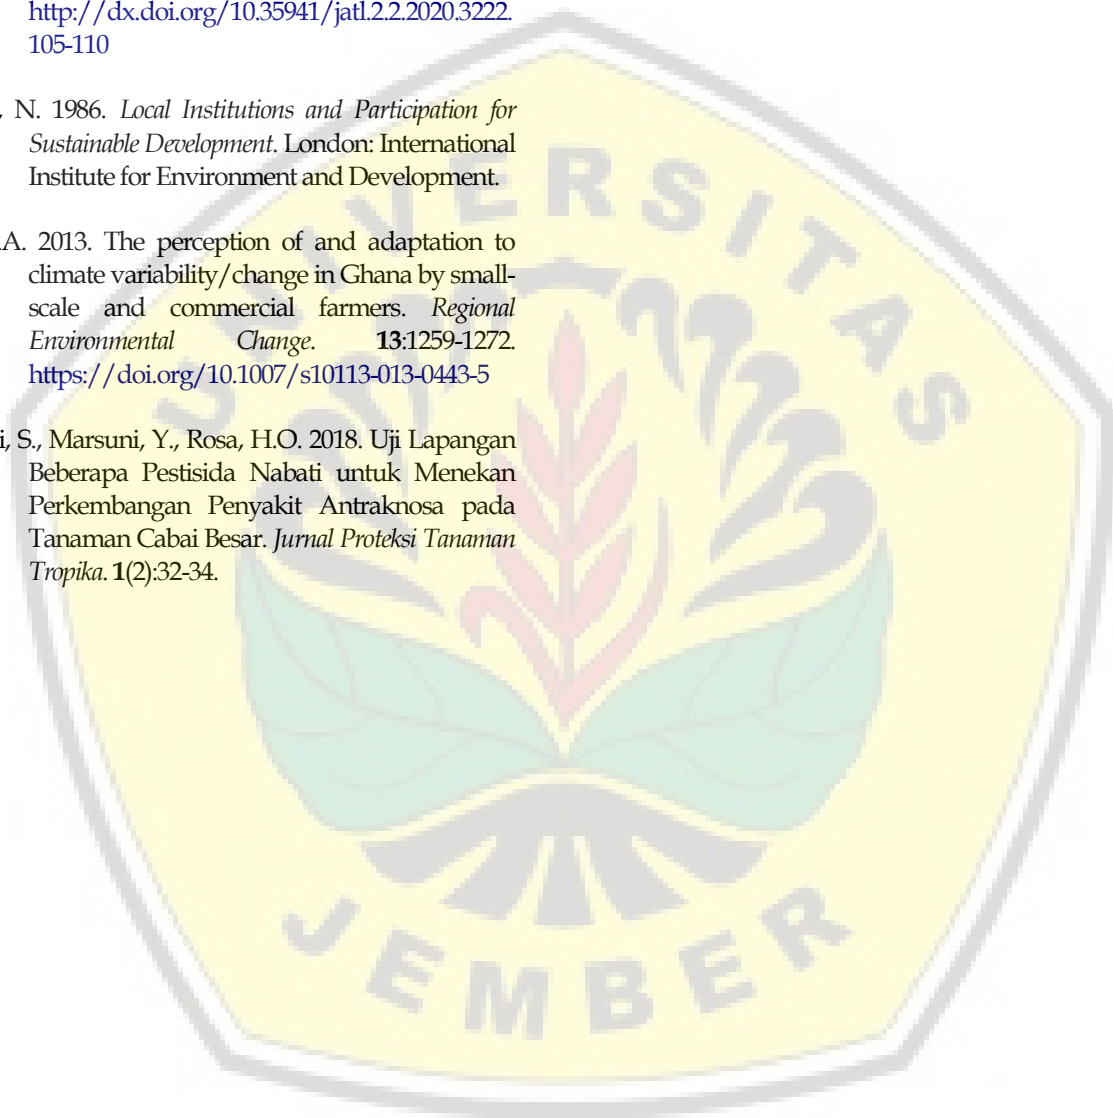 http://dx.doi.org/10.35941/jatl.2.2.2020.3222.
105-110
, N. 1986. Local Institutions and Participation for
Sustainable Development. London: International
Institute for Environment and Development.
.A. 2013. The perception of and adaptation to
climate variability/change in Ghana by small-
scale and commercial farmers. Regional
Environmental Change. 13:1259-1272.
https://doi.org/10.1007/s10113-013-0443-5
i, S., Marsuni, Y., Rosa, H.O. 2018. Uji Lapangan
Beberapa Pestisida Nabati untuk Menekan
Perkembangan Penyakit Antraknosa pada
Tanaman Cabai Besar. Jurnal Proteksi Tanaman
Tropika. 1(2):32-34.
UNIVERSITAS
JEMBER